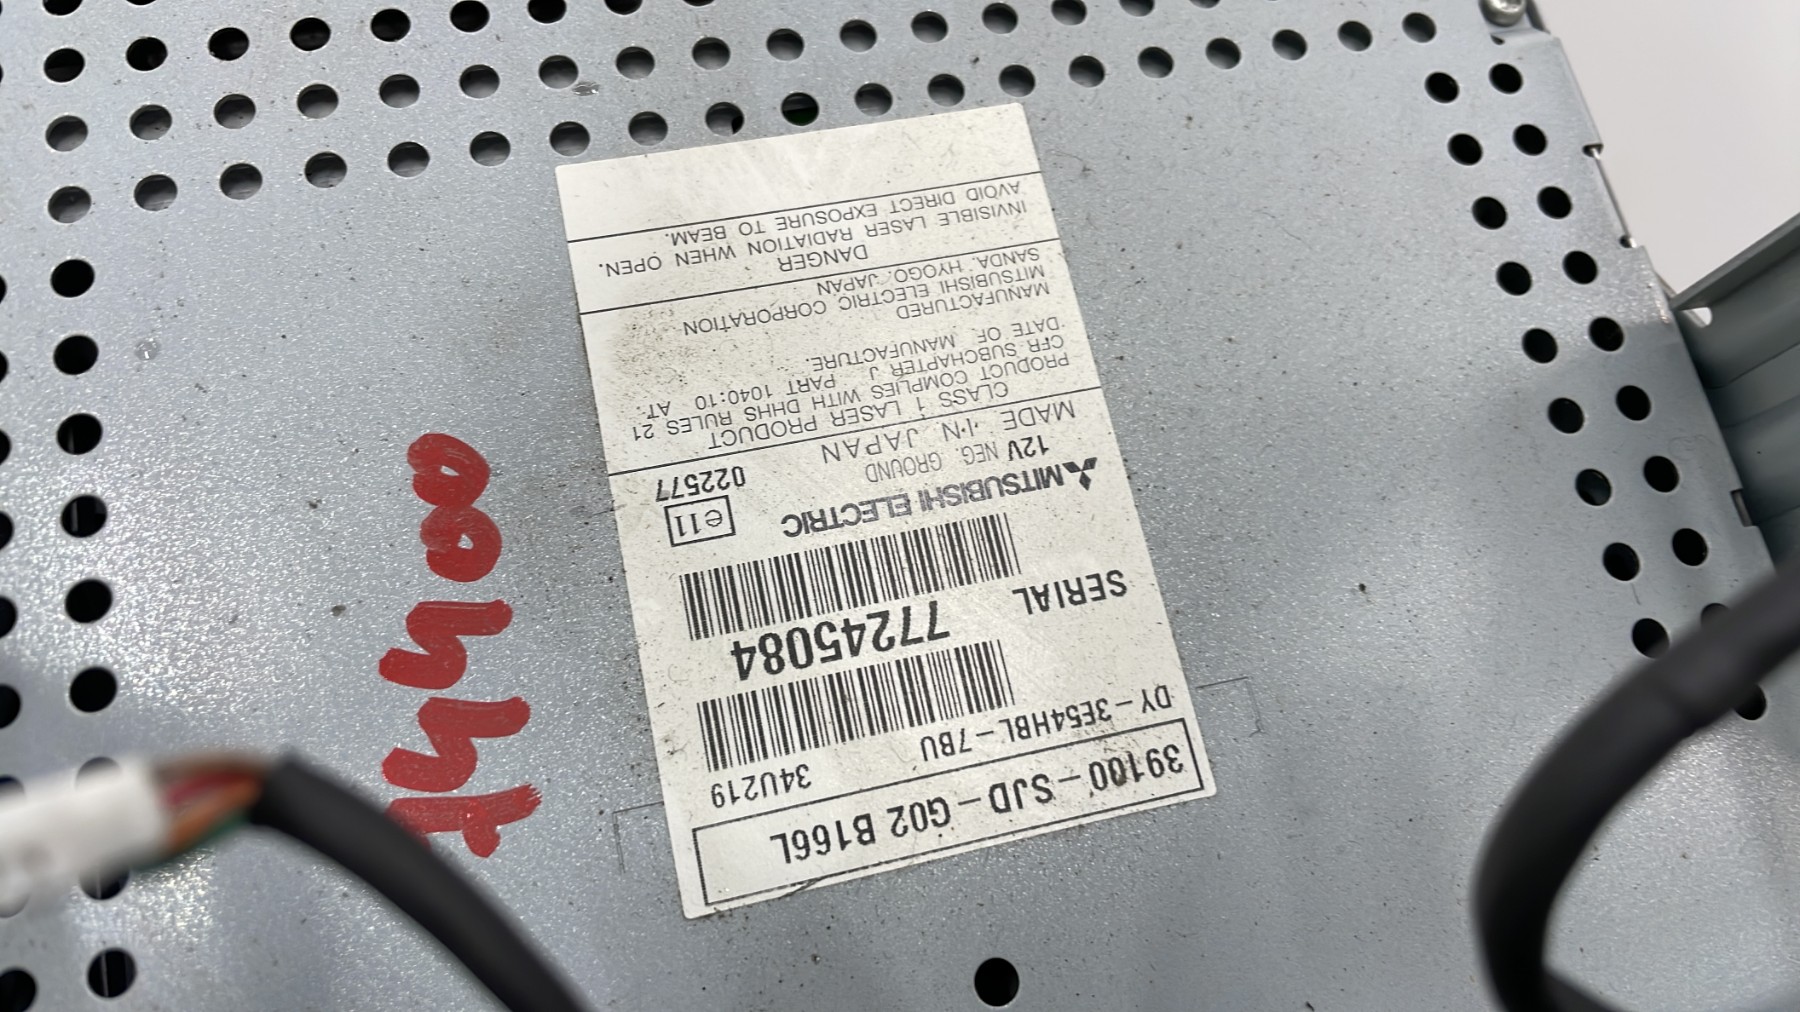 39100-SJD-G02 B166L
DY-3E54HBL-7BU
34U219
SERIAL
77245084
MITSUBISHI ELECTRIC
e11
12V NEG. GROUND
022577
MADE IN JAPAN
CLASS 1 LASER PRODUCT
PRODUCT COMPLIES WITH DHHS RULES 21
CFR SUBCHAPTER J PART 1040:10 AT.
DATE OF MANUFACTURE.
MANUFACTURED
MITSUBISHI ELECTRIC CORPORATION
SANDA. HYOGO. JAPAN
DANGER
INVISIBLE LASER RADIATION WHEN OPEN.
AVOID DIRECT EXPOSURE TO BEAM.